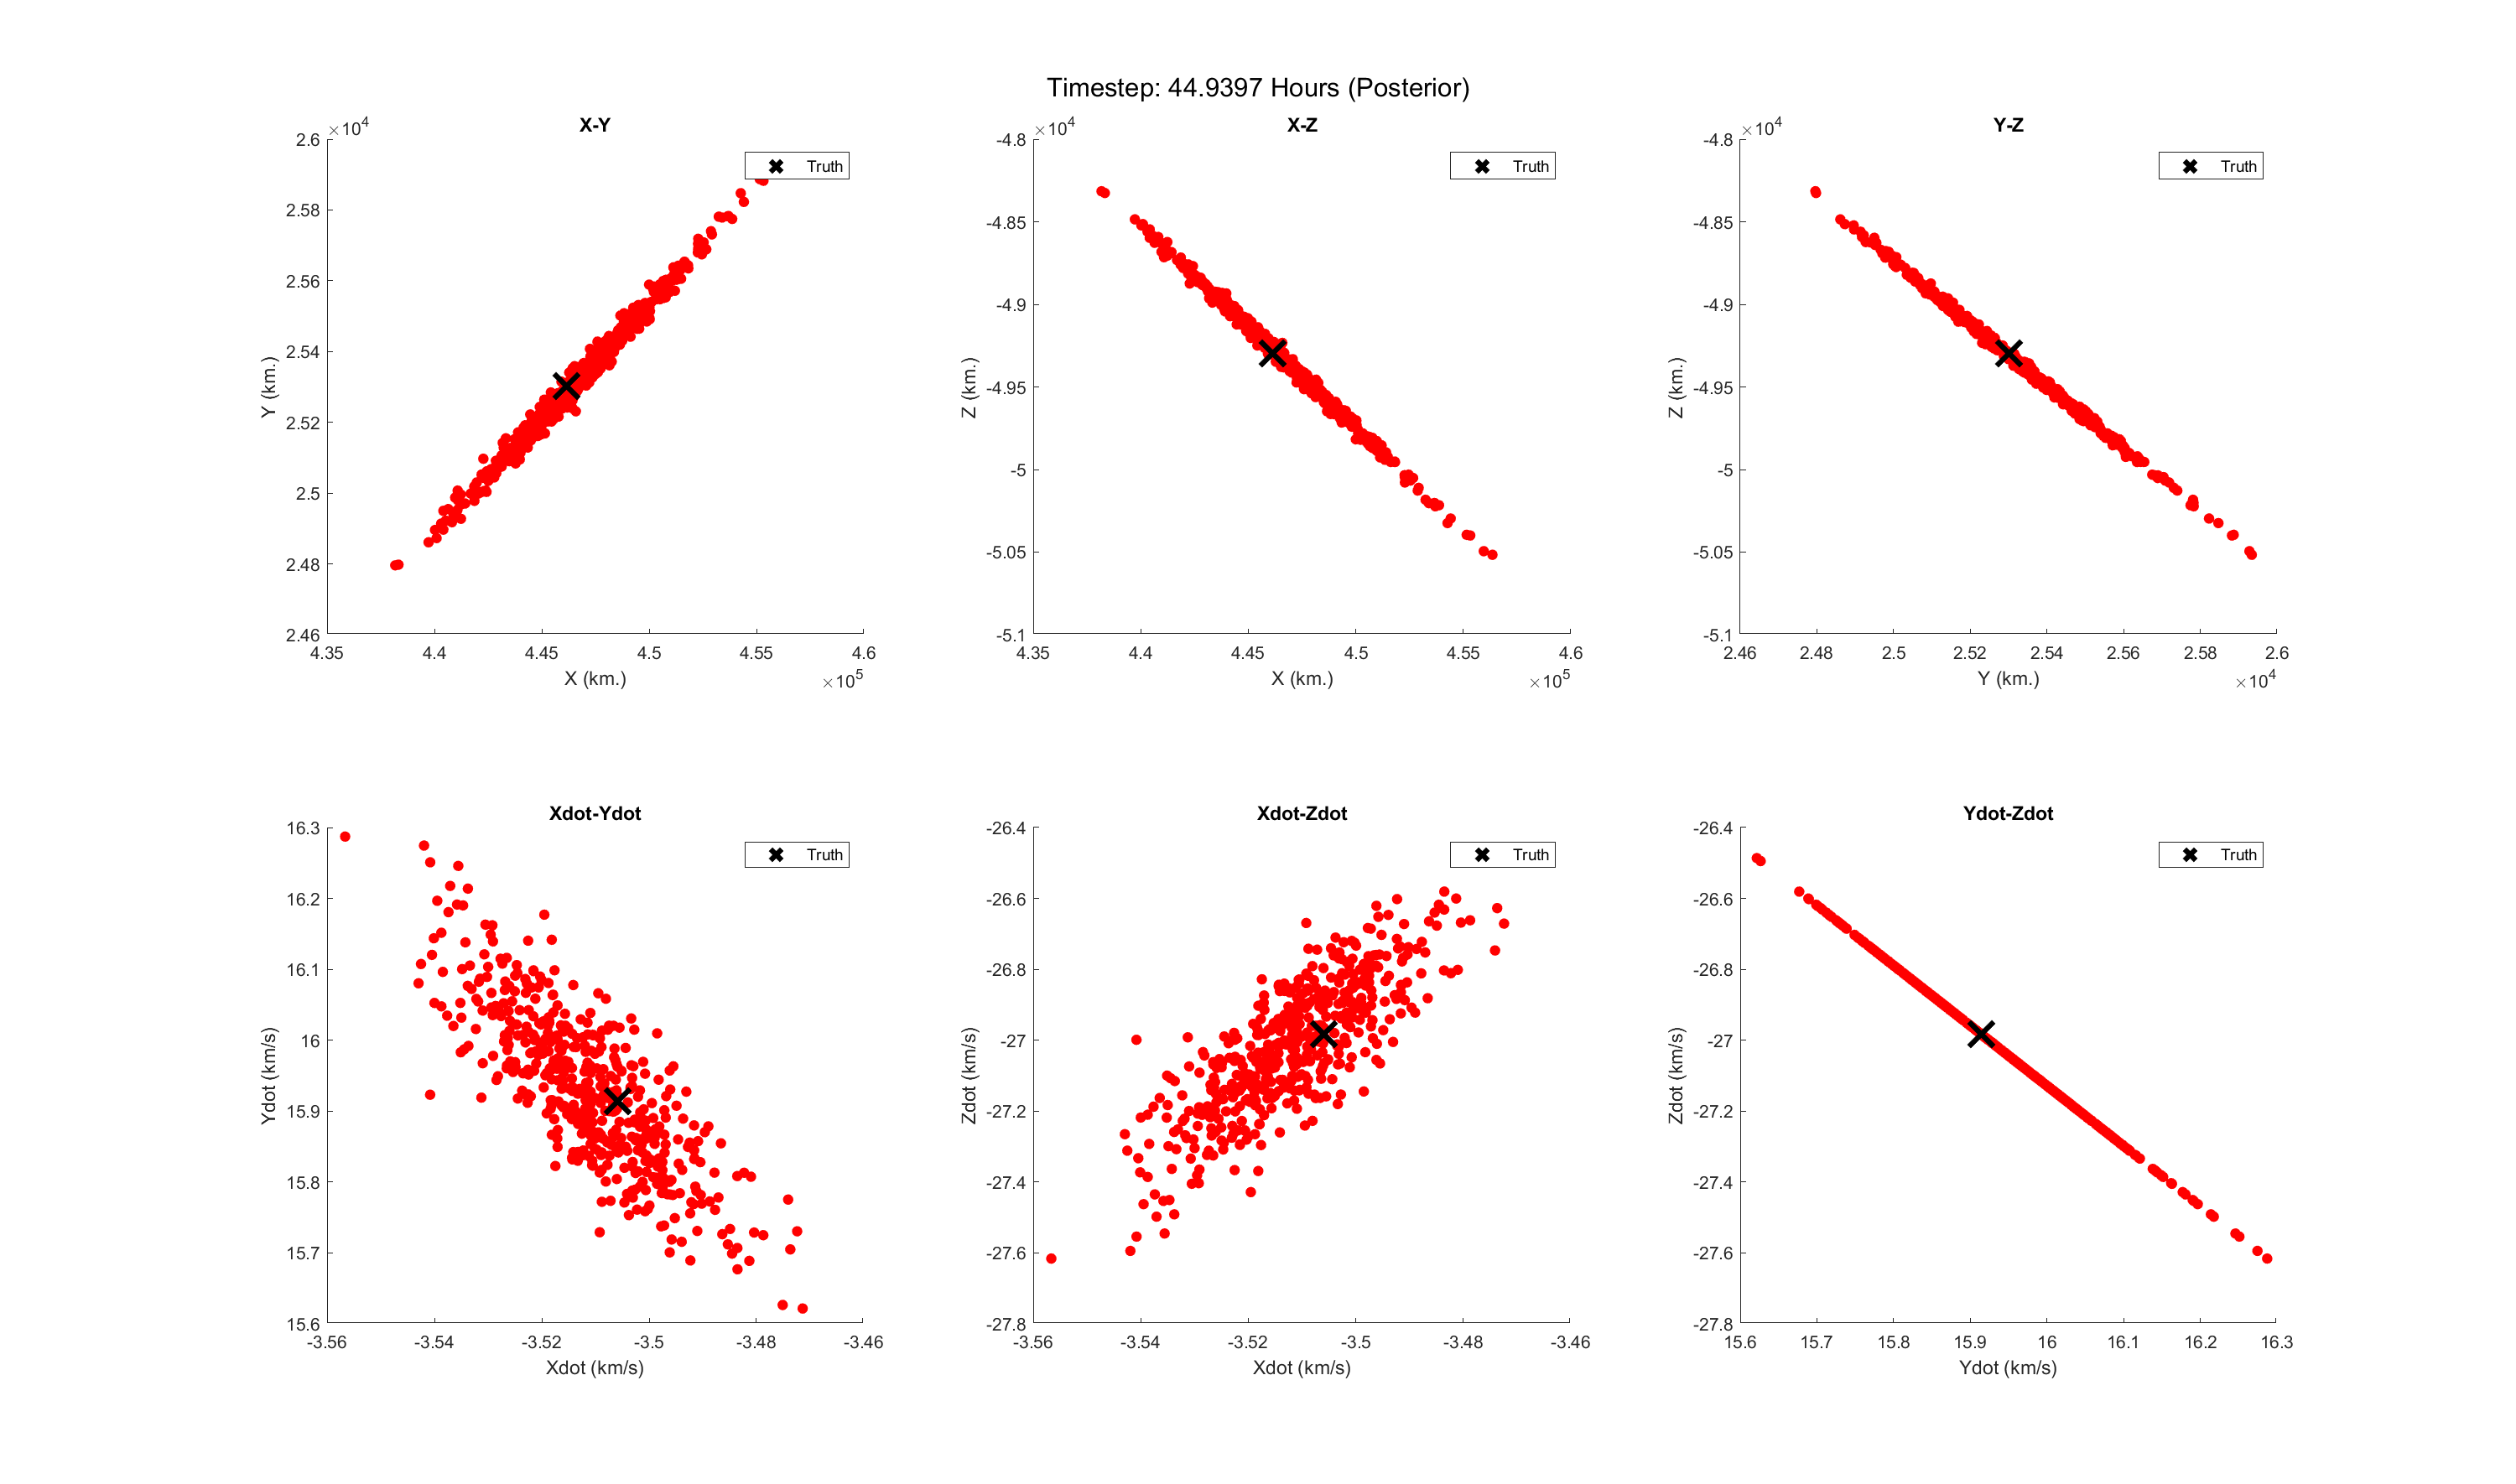 Timestep: 44.9397 Hours (Posterior)
X-Y
×10^4
2.6
2.58
2.56
2.54
2.52
2.5
2.48
2.46
Y (km.)
Truth
4.35 4.4 4.45 4.5 4.55 4.6
X (km.)
×10^5
X-Z
×10^4
-4.8
-4.85
-4.9
-4.95
-5
-5.05
-5.1
Z (km.)
Truth
4.35 4.4 4.45 4.5 4.55 4.6
X (km.)
×10^5
Y-Z
×10^4
-4.8
-4.85
-4.9
-4.95
-5
-5.05
-5.1
Z (km.)
Truth
2.46 2.48 2.5 2.52 2.54 2.56 2.58 2.6
Y (km.)
×10^4
Xdot-Ydot
16.3
16.2
16.1
16
15.9
15.8
15.7
15.6
Ydot (km/s)
Truth
-3.56 -3.54 -3.52 -3.5 -3.48 -3.46
Xdot (km/s)
Xdot-Zdot
-26.4
-26.6
-26.8
-27
-27.2
-27.4
-27.6
-27.8
Zdot (km/s)
Truth
-3.56 -3.54 -3.52 -3.5 -3.48 -3.46
Xdot (km/s)
Ydot-Zdot
-26.4
-26.6
-26.8
-27
-27.2
-27.4
-27.6
-27.8
Zdot (km/s)
Truth
15.6 15.7 15.8 15.9 16 16.1 16.2 16.3
Ydot (km/s)